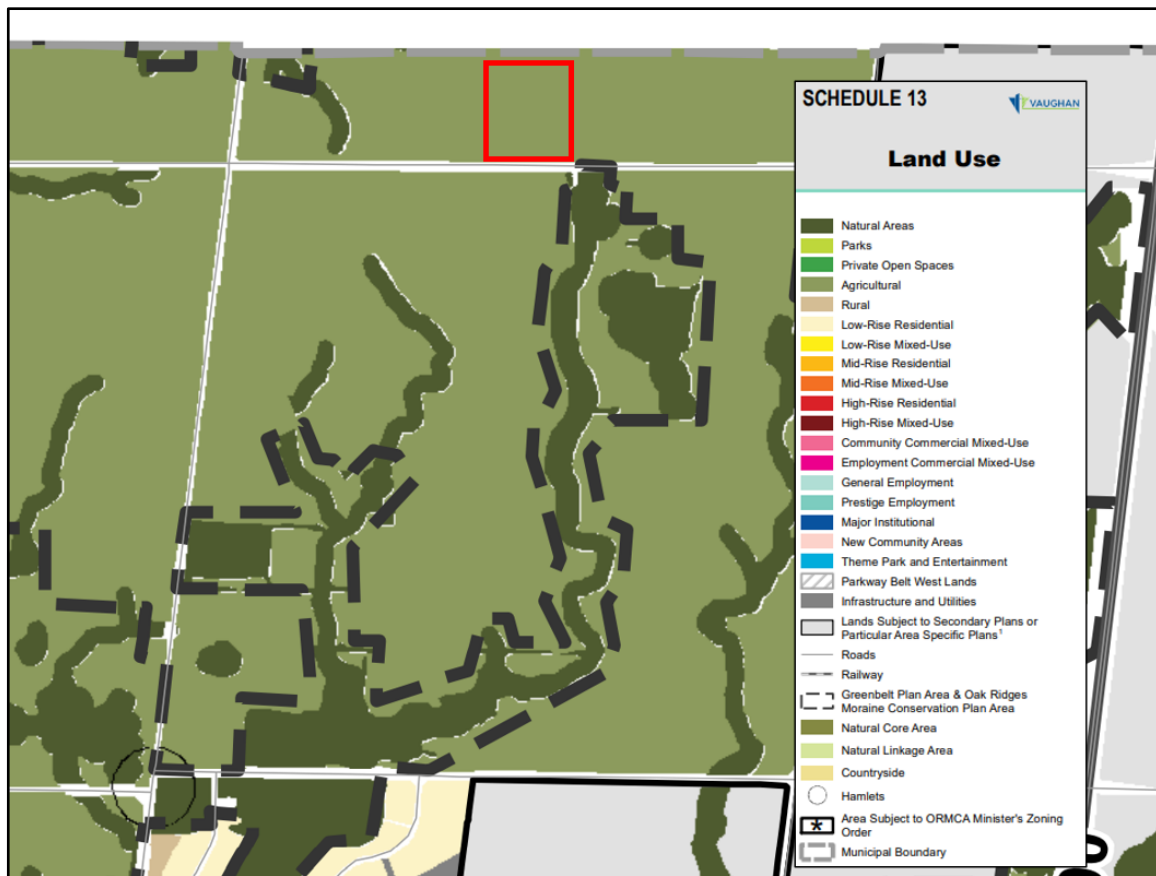 SCHEDULE 13
VAUGHAN
Land Use
Natural Areas
Parks
Private Open Spaces
Agricultural
Rural
Low-Rise Residential
Low-Rise Mixed-Use
Mid-Rise Residential
Mid-Rise Mixed-Use
High-Rise Residential
High-Rise Mixed-Use
Community Commercial Mixed-Use
Employment Commercial Mixed-Use
General Employment
Prestige Employment
Major Institutional
New Community Areas
Theme Park and Entertainment
Parkway Belt West Lands
Infrastructure and Utilities
Lands Subject to Secondary Plans or
Particular Area Specific Plans¹
Roads
Railway
Greenbelt Plan Area & Oak Ridges
Moraine Conservation Plan Area
Natural Core Area
Natural Linkage Area
Countryside
Hamlets
Area Subject to ORMCA Minister's Zoning
Order
Municipal Boundary